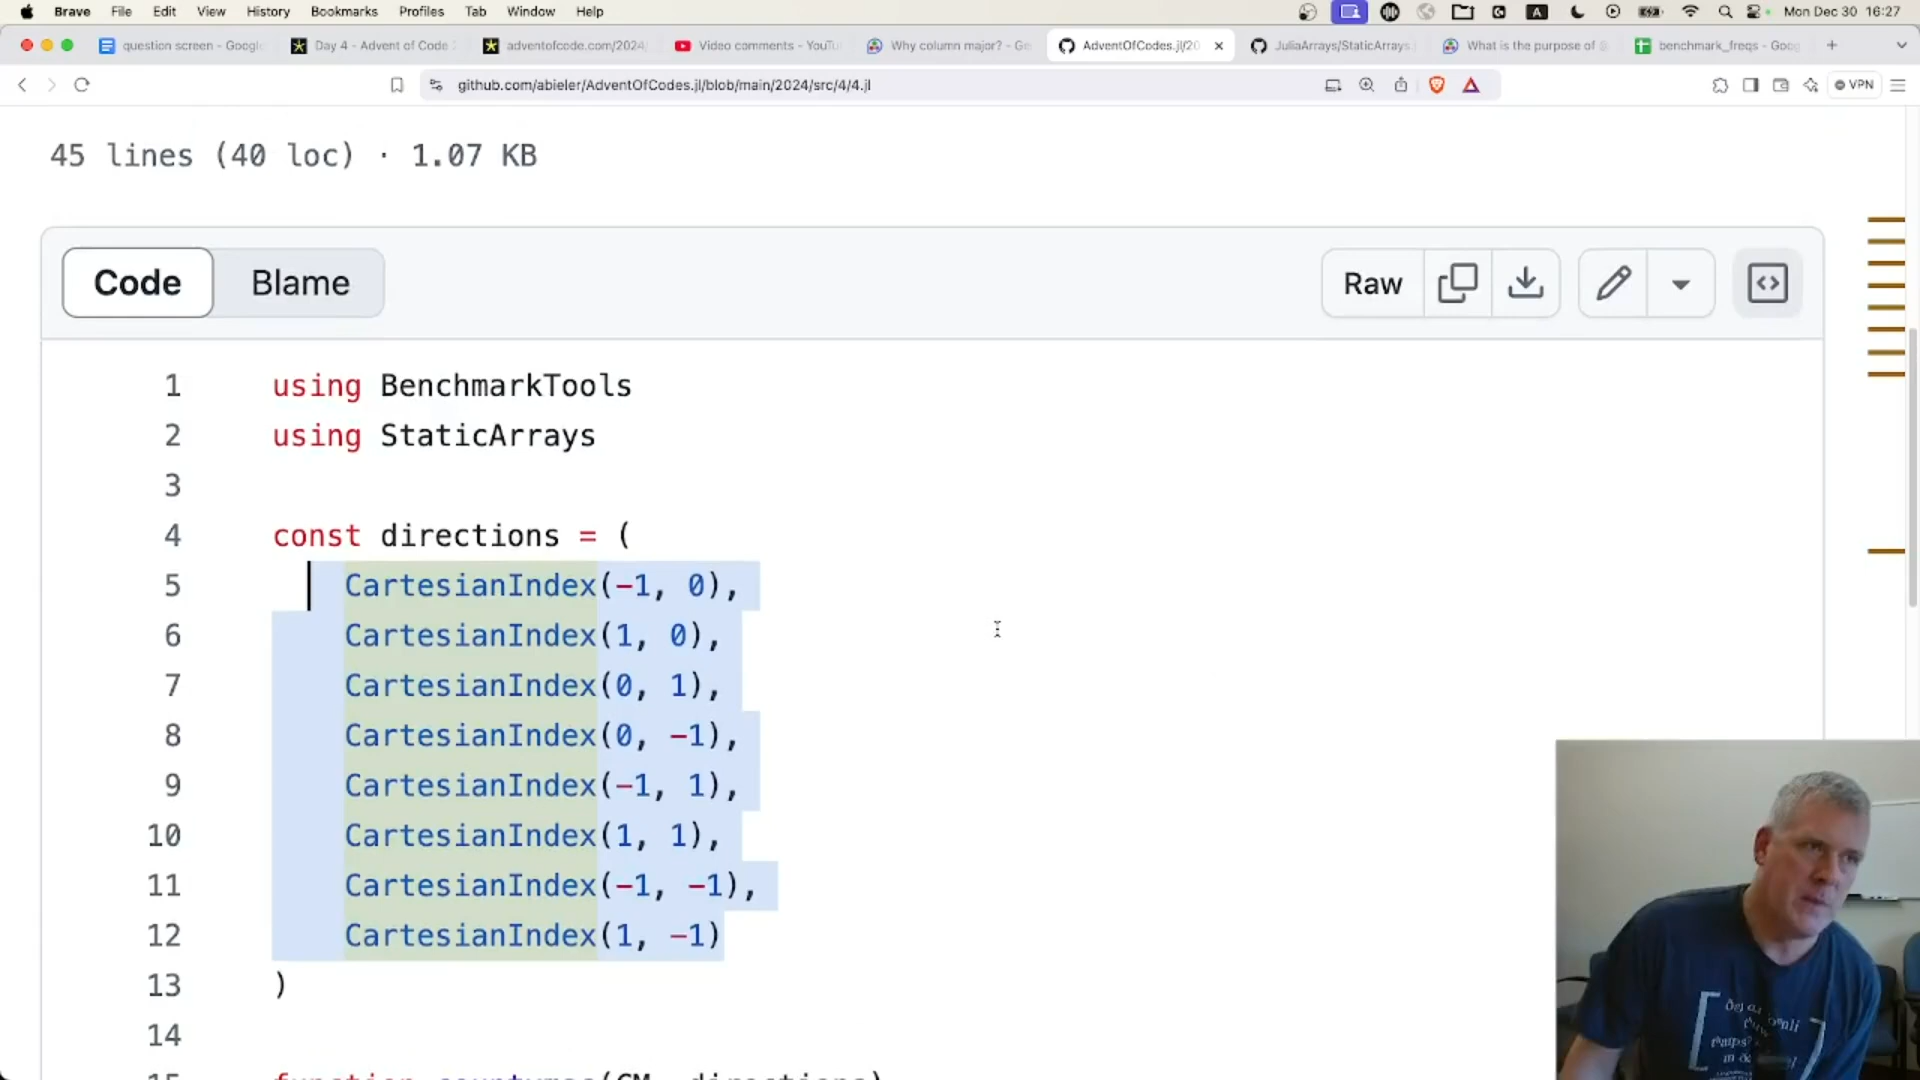 Brave File Edit View History Bookmarks Profiles Tab Window Help A Mon Dec 30 16:27
question screen - Googl Day 4 - Advent of Code adventofcode.com/2024/ Video comments - YouTu Why column major? - Ge AdventOfCodes.jl/20 JuliaArrays/StaticArrays. What is the purpose of benchmark_freqs - Goog
github.com/abieler/AdventOfCodes.jl/blob/main/2024/src/4/4.jl VPN
45 lines (40 loc) · 1.07 KB
Code Blame Raw
1 using BenchmarkTools
2 using StaticArrays
3
4 const directions = (
5 CartesianIndex(-1, 0),
6 CartesianIndex(1, 0),
7 CartesianIndex(0, 1),
8 CartesianIndex(0, -1),
9 CartesianIndex(-1, 1),
10 CartesianIndex(1, 1),
11 CartesianIndex(-1, -1),
12 CartesianIndex(1, -1)
13 )
14